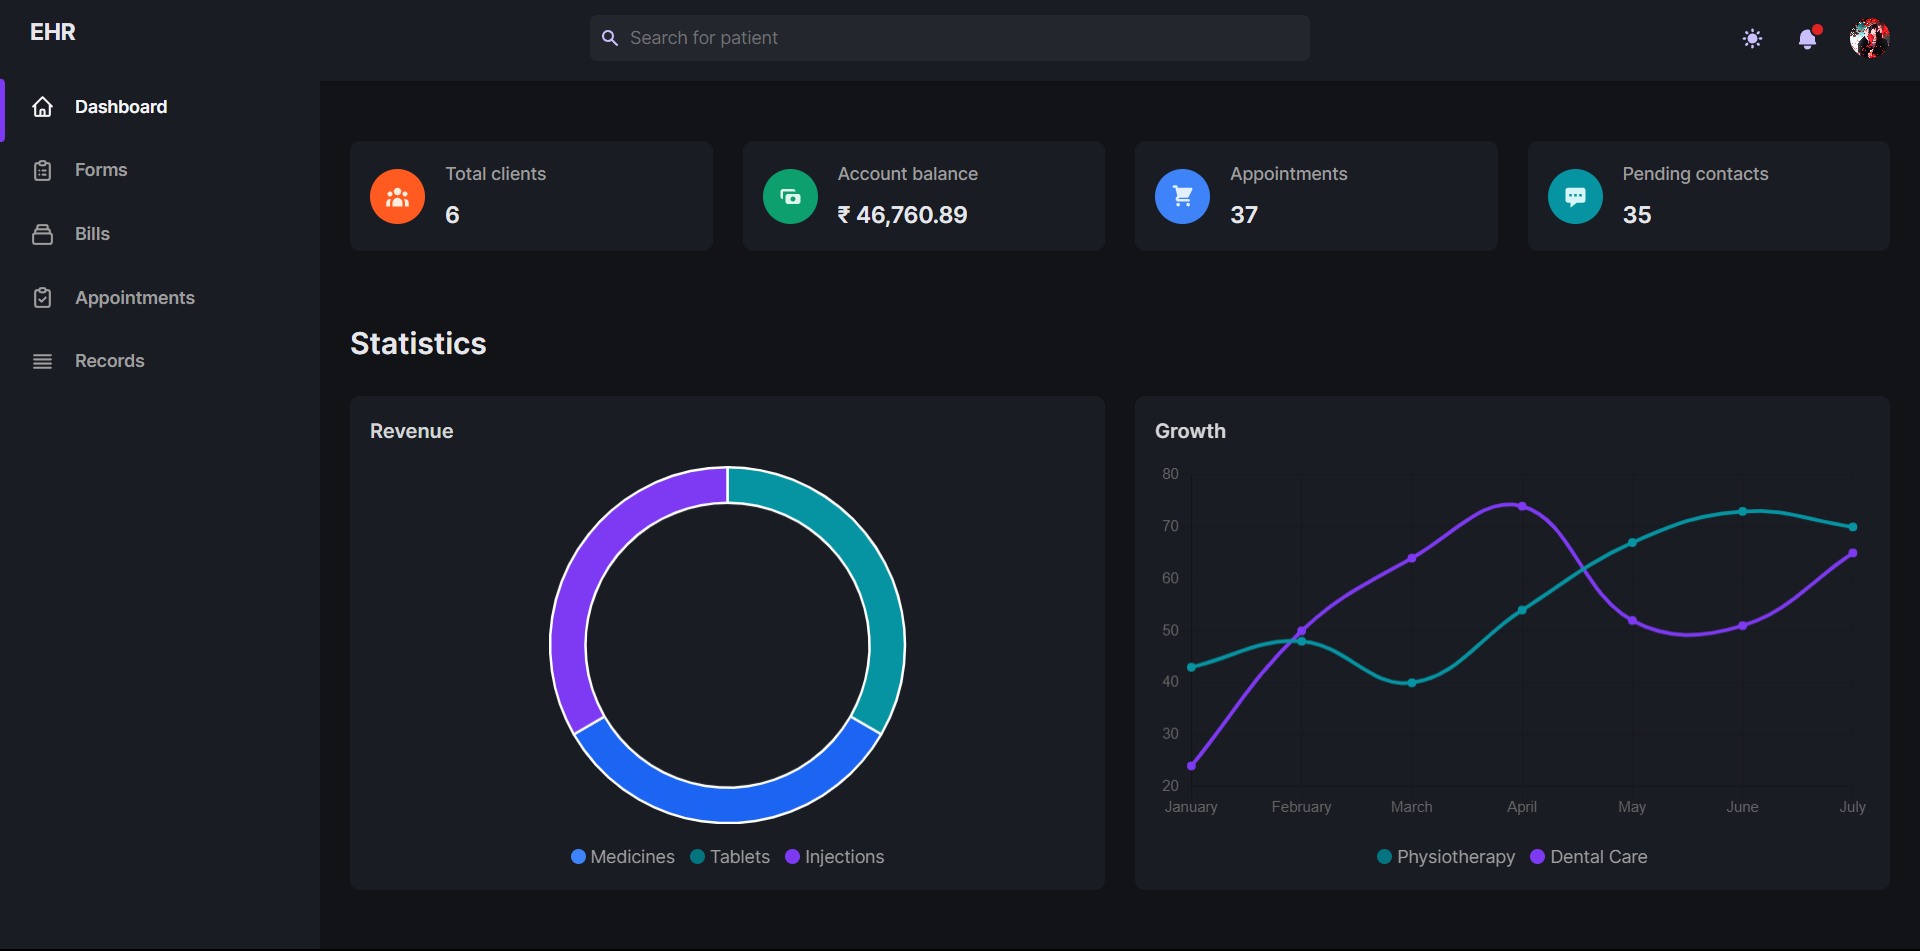 EHR
Search for patient
Dashboard
Forms
Bills
Appointments
Records
Total clients
6
Account balance
₹ 46,760.89
Appointments
37
Pending contacts
35
Statistics
Revenue
Medicines Tablets Injections
Growth
80
70
60
50
40
30
20
January February March April May June July
Physiotherapy Dental Care